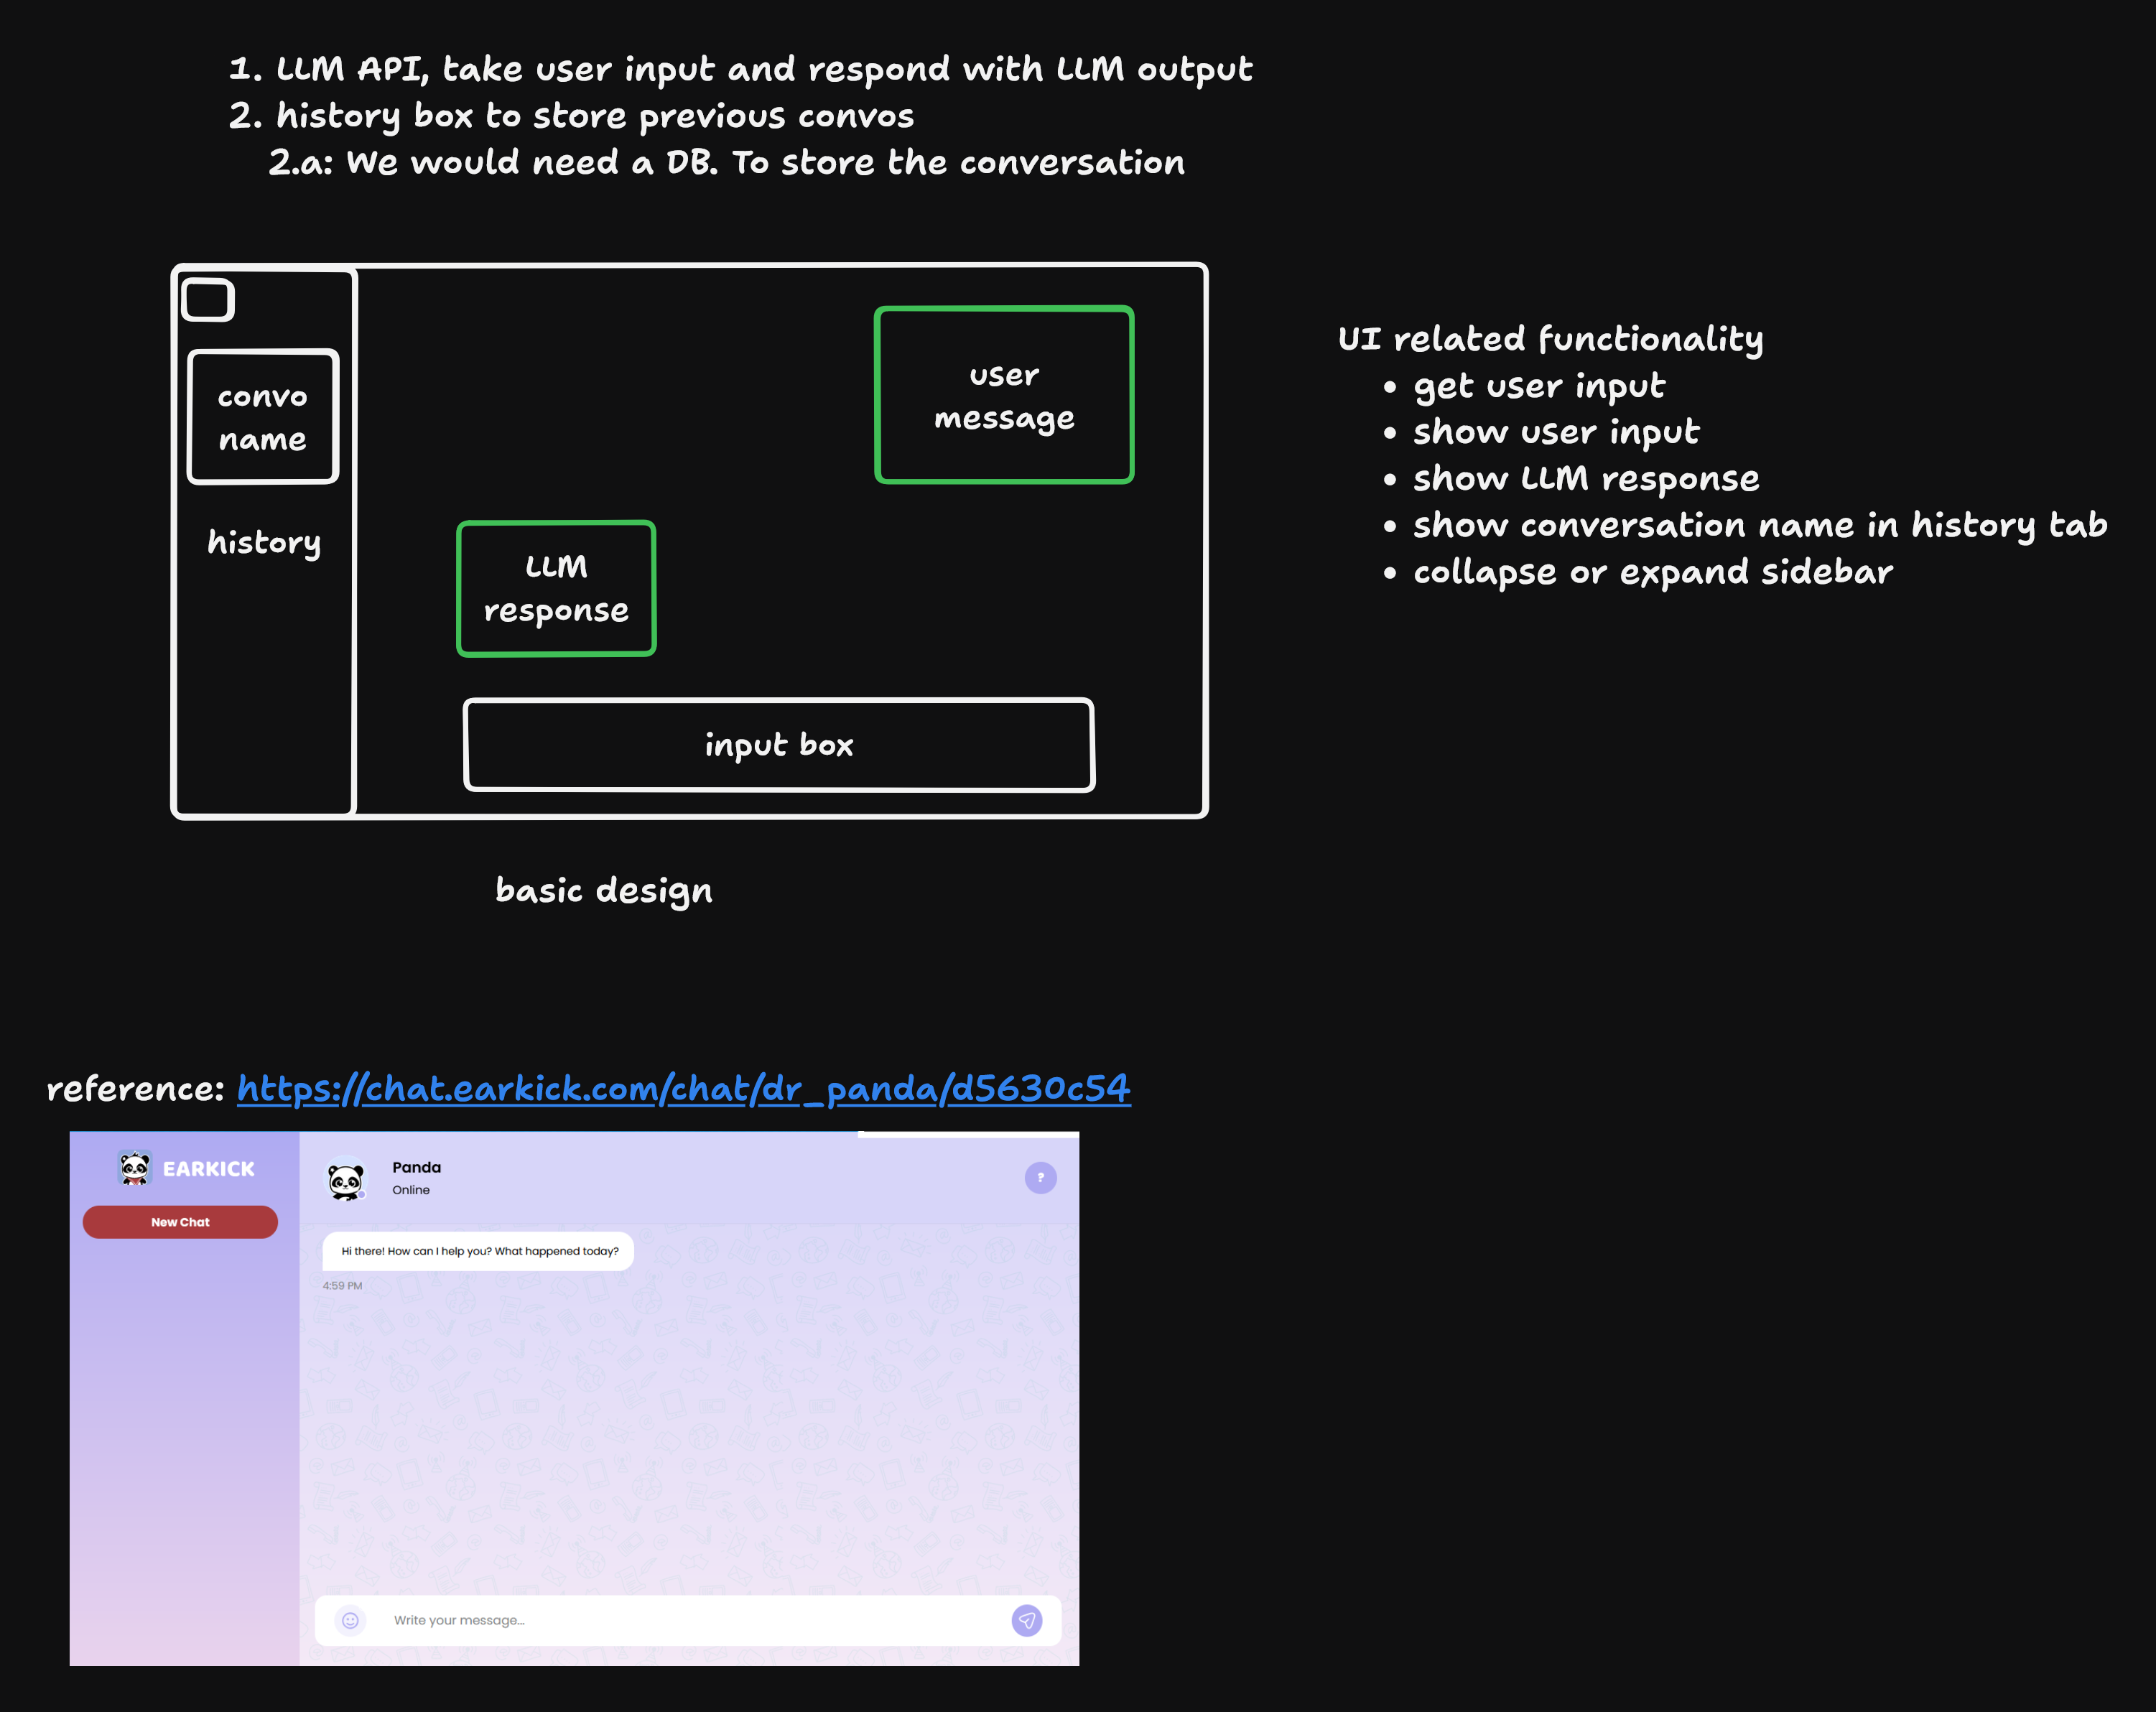 1. LLM API, take user input and respond with LLM output
2. history box to store previous convos
2.a: We would need a DB. To store the conversation
convo
name
history
user
message
LLM
response
input box
basic design
UI related functionality
• get user input
• show user input
• show LLM response
• show conversation name in history tab
• collapse or expand sidebar
reference: https://chat.earkick.com/chat/dr_panda/d5630c54
EARKICK
New Chat
Panda
Online
?
Hi there! How can I help you? What happened today?
4:59 PM
Write your message...